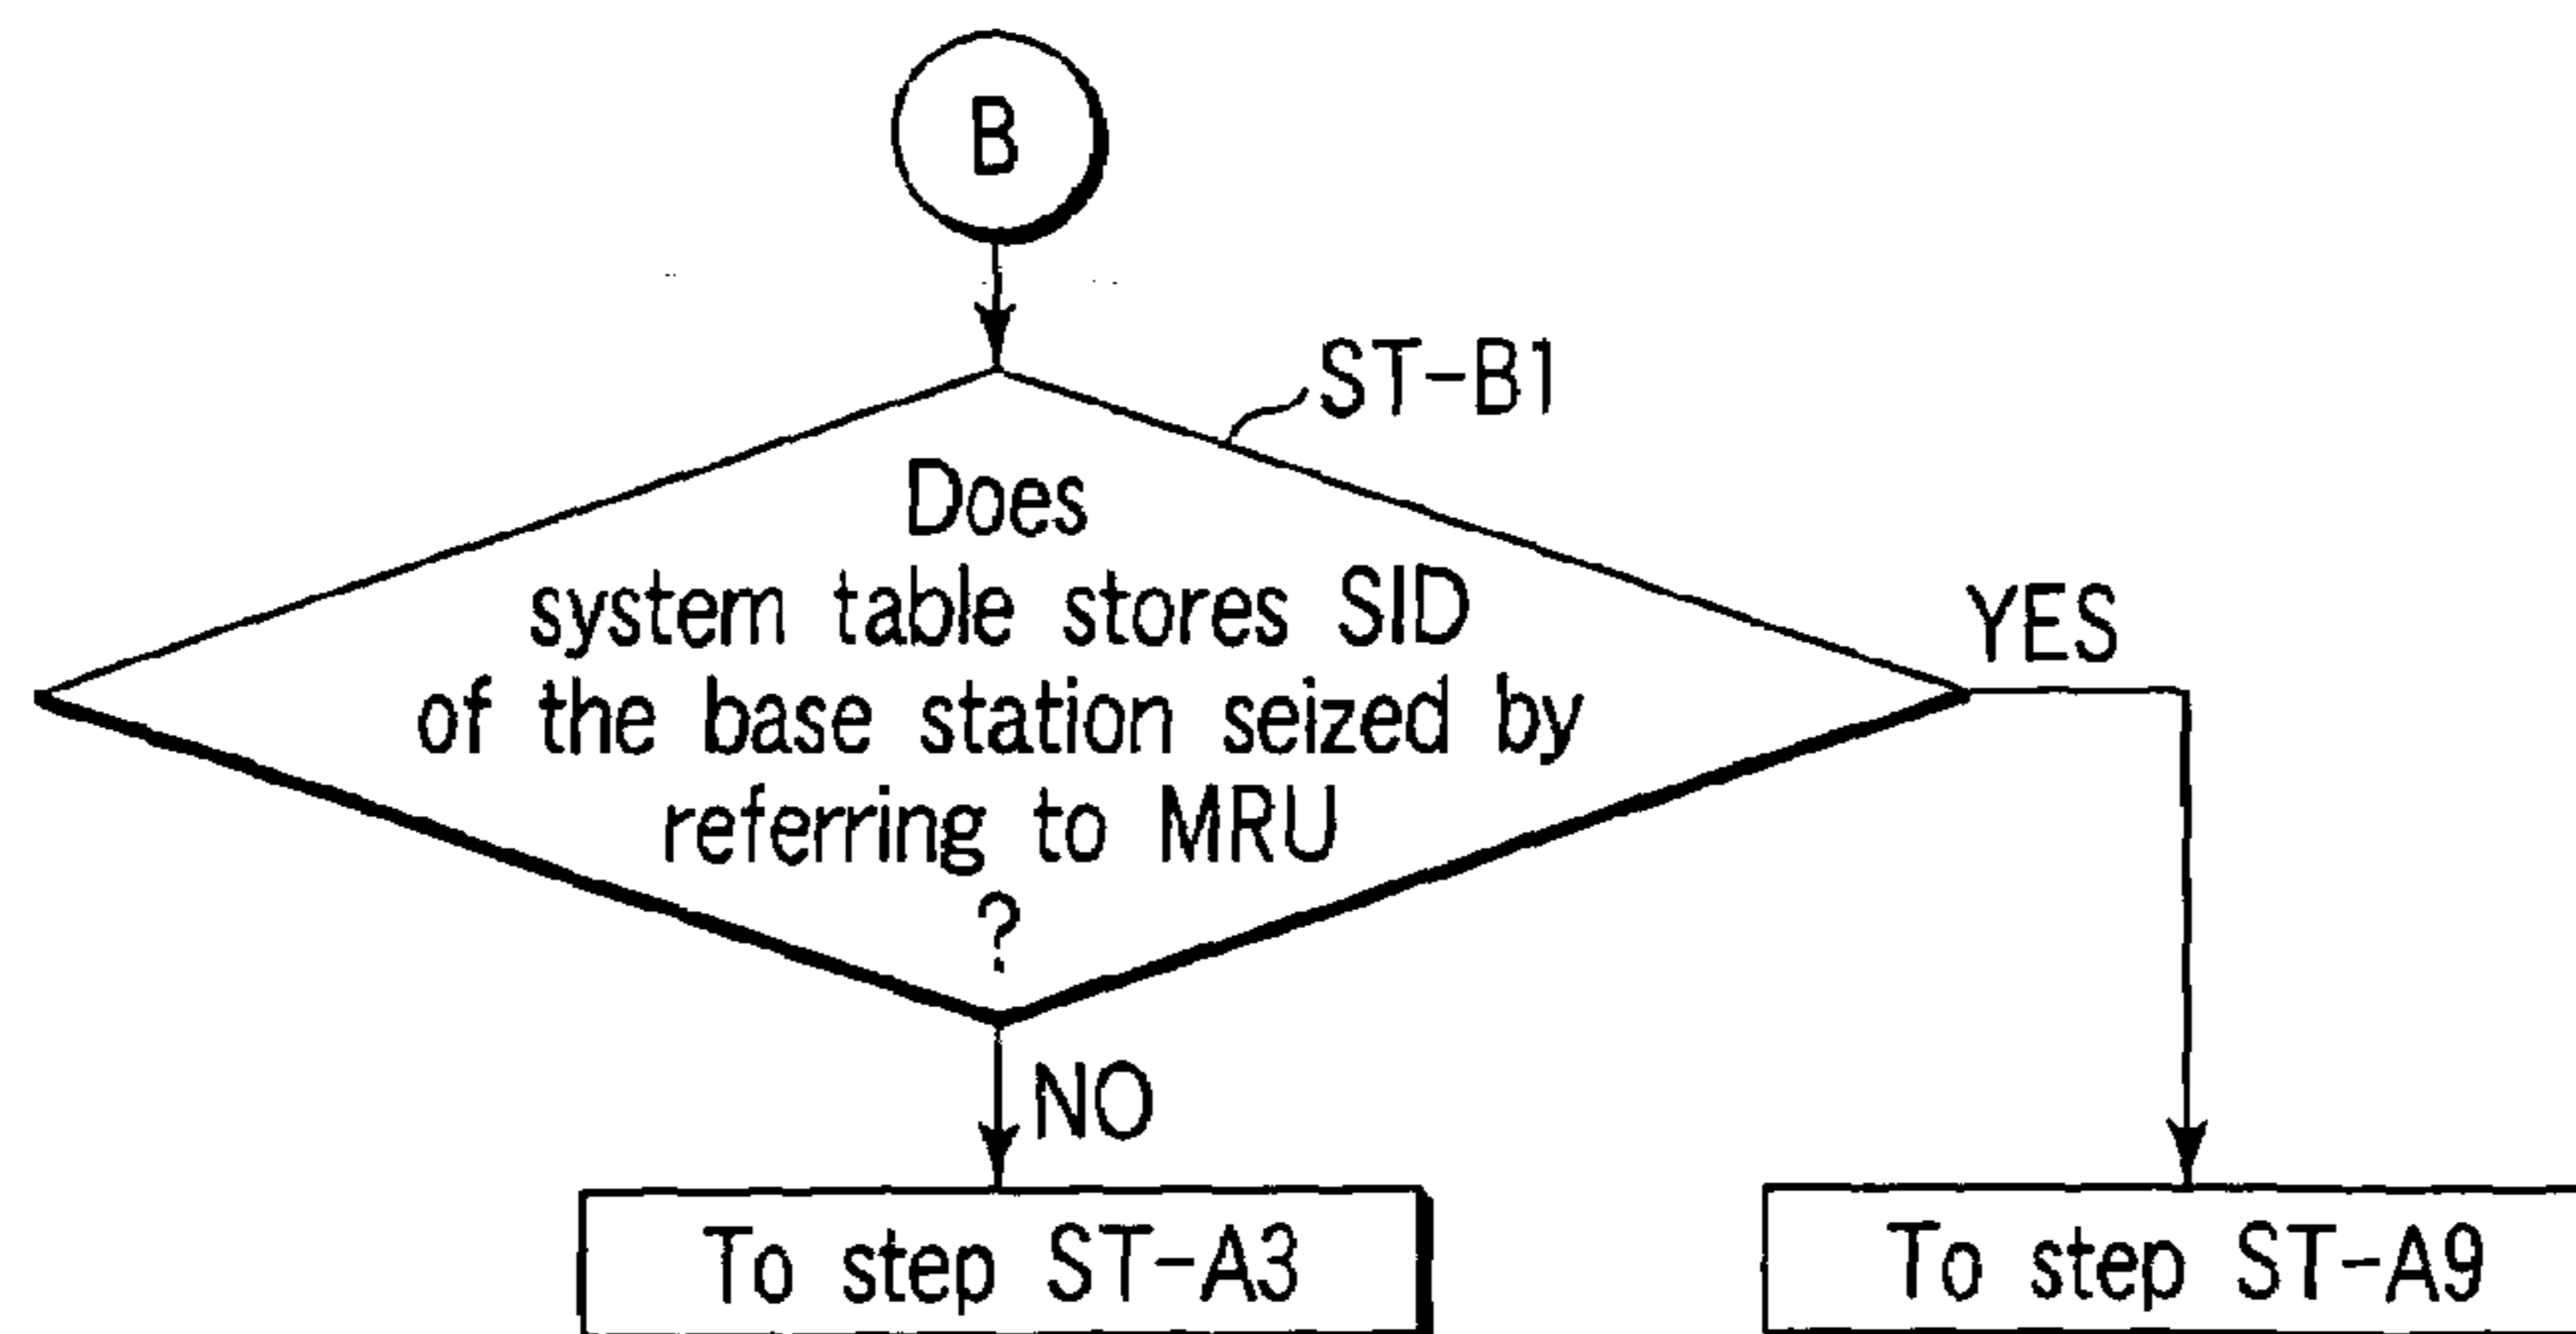 B
ST-B1
Does
system table stores SID
of the base station seized by
referring to MRU
?
YES
NO
To step ST-A3
To step ST-A9